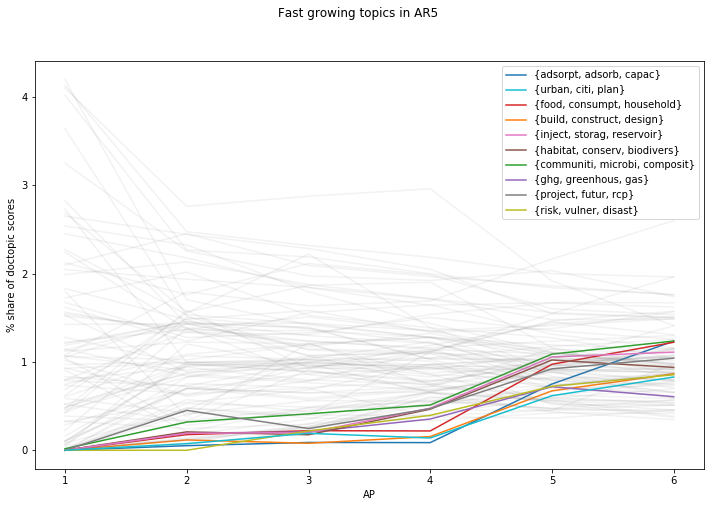 Fast growing topics in AR5
% share of doctopic scores
4
3
2
1
0
1 2 3 4 5 6
AP
{adsorpt, adsorb, capac}
{urban, citi, plan}
{food, consumpt, household}
{build, construct, design}
{inject, storag, reservoir}
{habitat, conserv, biodivers}
{communiti, microbi, composit}
{ghg, greenhous, gas}
{project, futur, rcp}
{risk, vulner, disast}